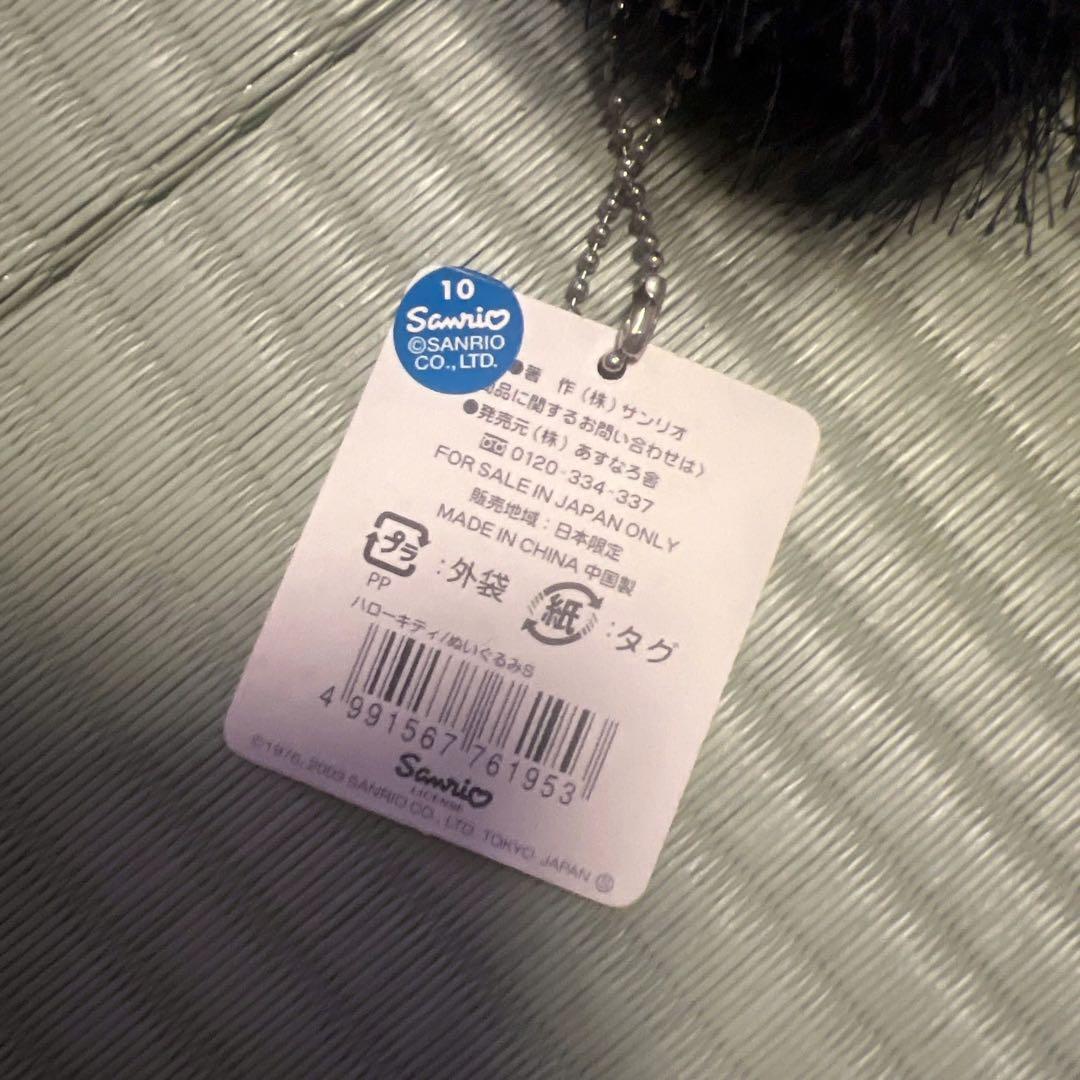 10
Sanrio
©SANRIO
CO., LTD.
●著 作(株)サンリオ
商品に関するお問い合わせは〉
●発売元(株)あすなろ舎
0120-334-337
FOR SALE IN JAPAN ONLY
販売地域:日本限定
MADE IN CHINA 中国製
プラ :外袋 紙 :タグ
PP
ハローキティ/ぬいぐるみS
4 991567 761953
Sanrio
LICENSE
©1976, 2009 SANRIO CO., LTD. TOKYO, JAPAN